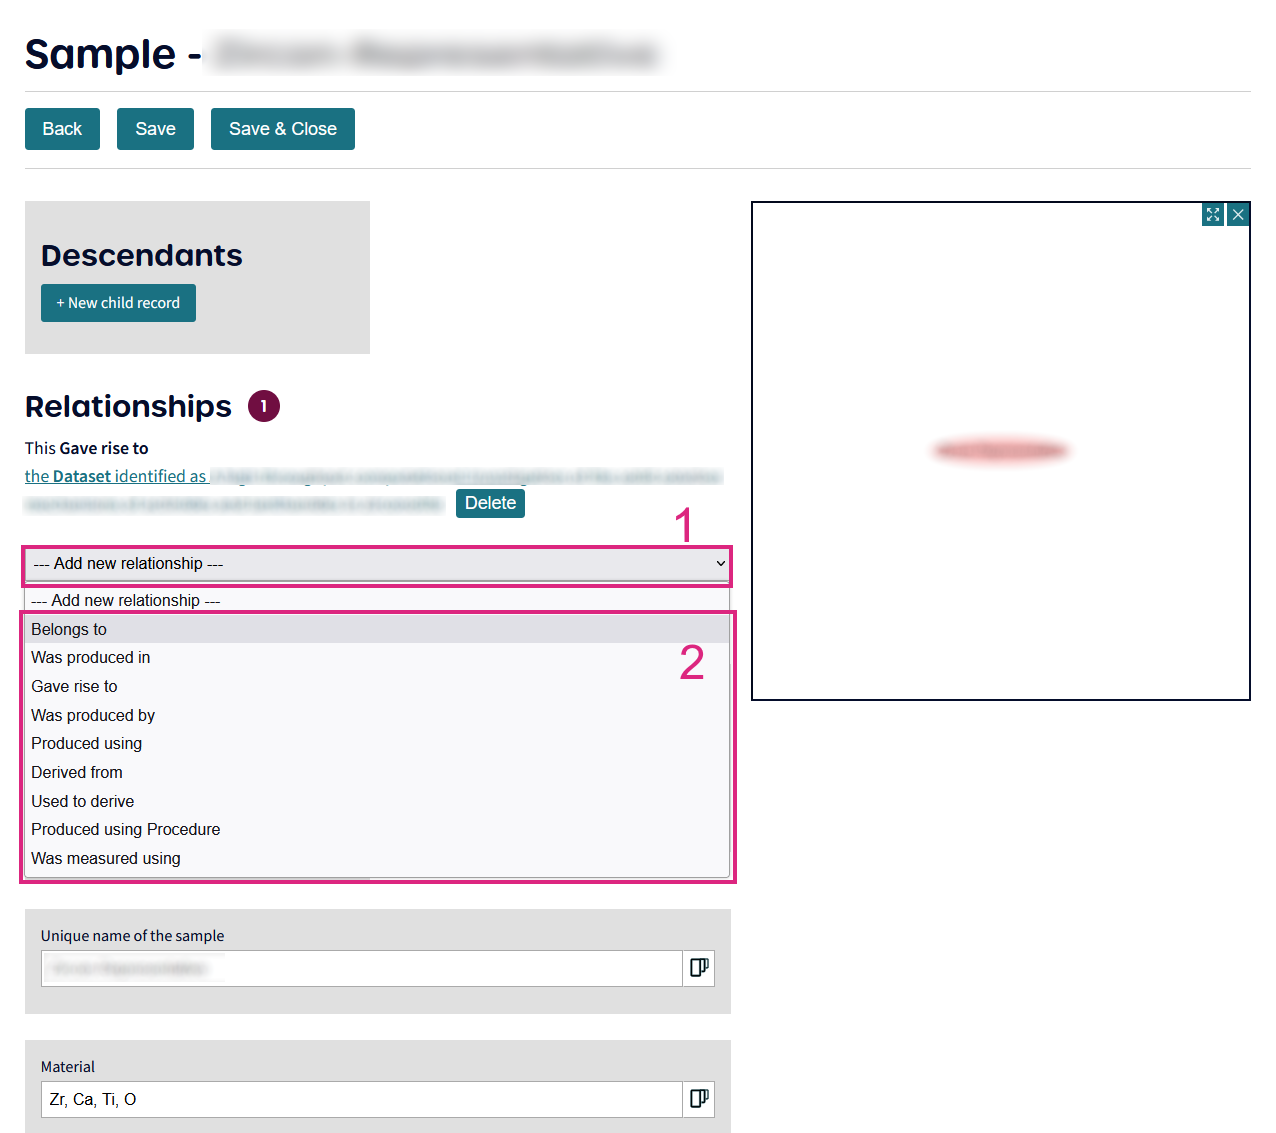 Sample -
Back
Save
Save & Close
Descendants
+ New child record
Relationships 1
This Gave rise to
the Dataset identified as
Delete
1
--- Add new relationship ---
--- Add new relationship ---
Belongs to
Was produced in
2
Gave rise to
Was produced by
Produced using
Derived from
Used to derive
Produced using Procedure
Was measured using
Unique name of the sample
Material
Zr, Ca, Ti, O